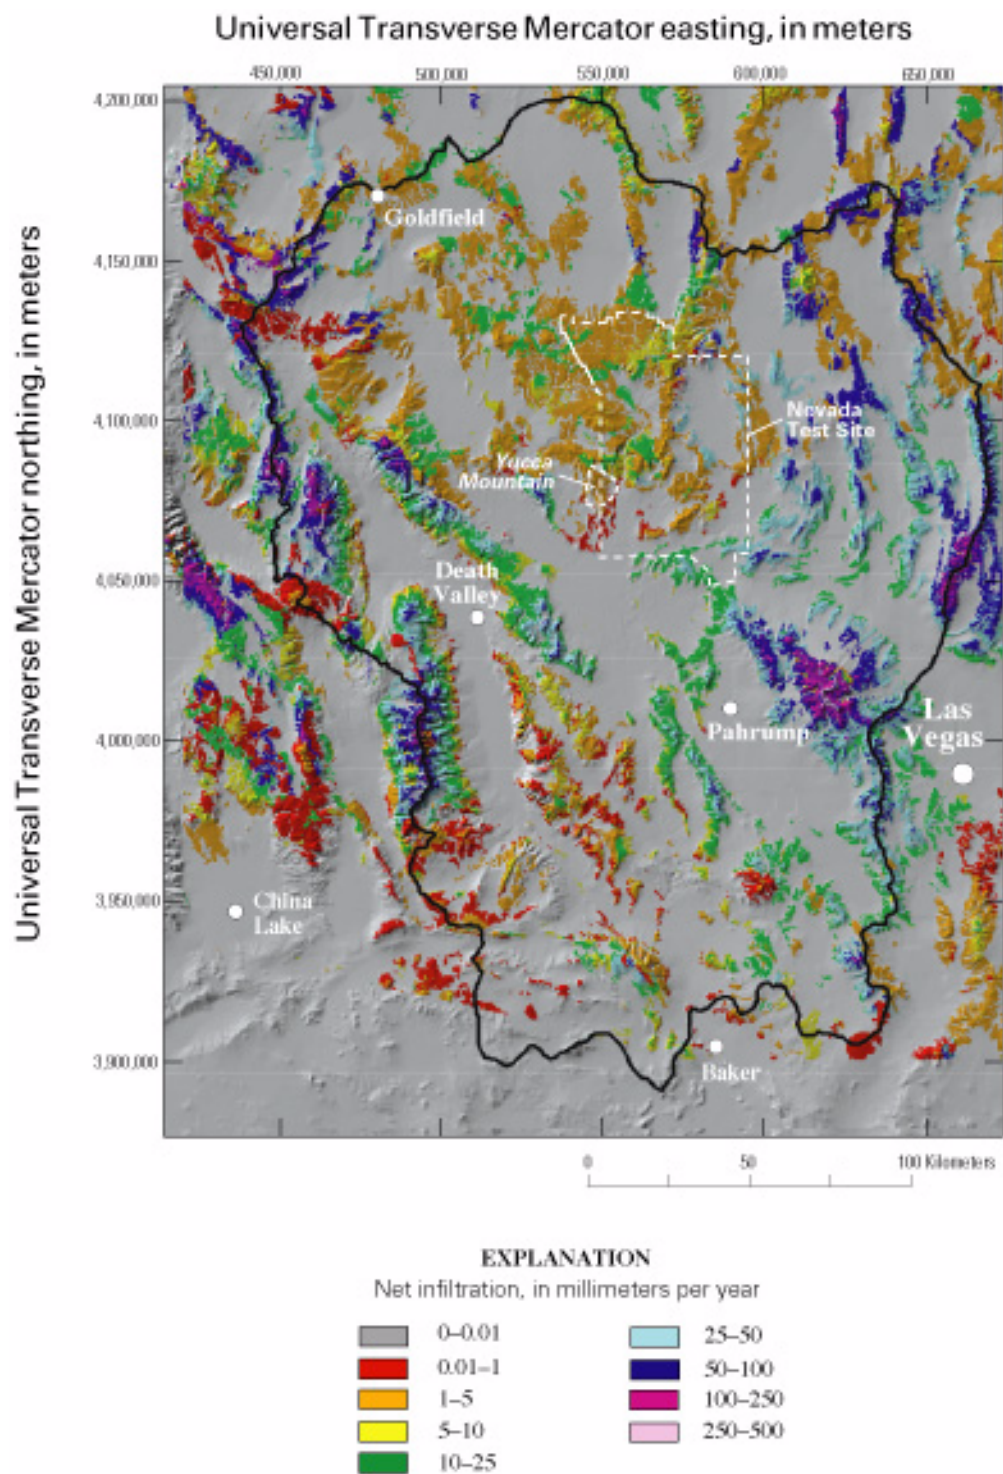 Universal Transverse Mercator easting, in meters
450,000 500,000 550,000 600,000 650,000
Universal Transverse Mercator northing, in meters
4,200,000
Goldfield
4,150,000
4,100,000
Nevada
Test Site
Yucca
Mountain
4,050,000
Death
Valley
Las
Vegas
Pahrump
4,000,000
3,950,000
China
Lake
3,900,000
Baker
0 50 100 Kilometers
EXPLANATION
Net infiltration, in millimeters per year
0–0.01
0.01–1
1–5
5–10
10–25
25–50
50–100
100–250
250–500